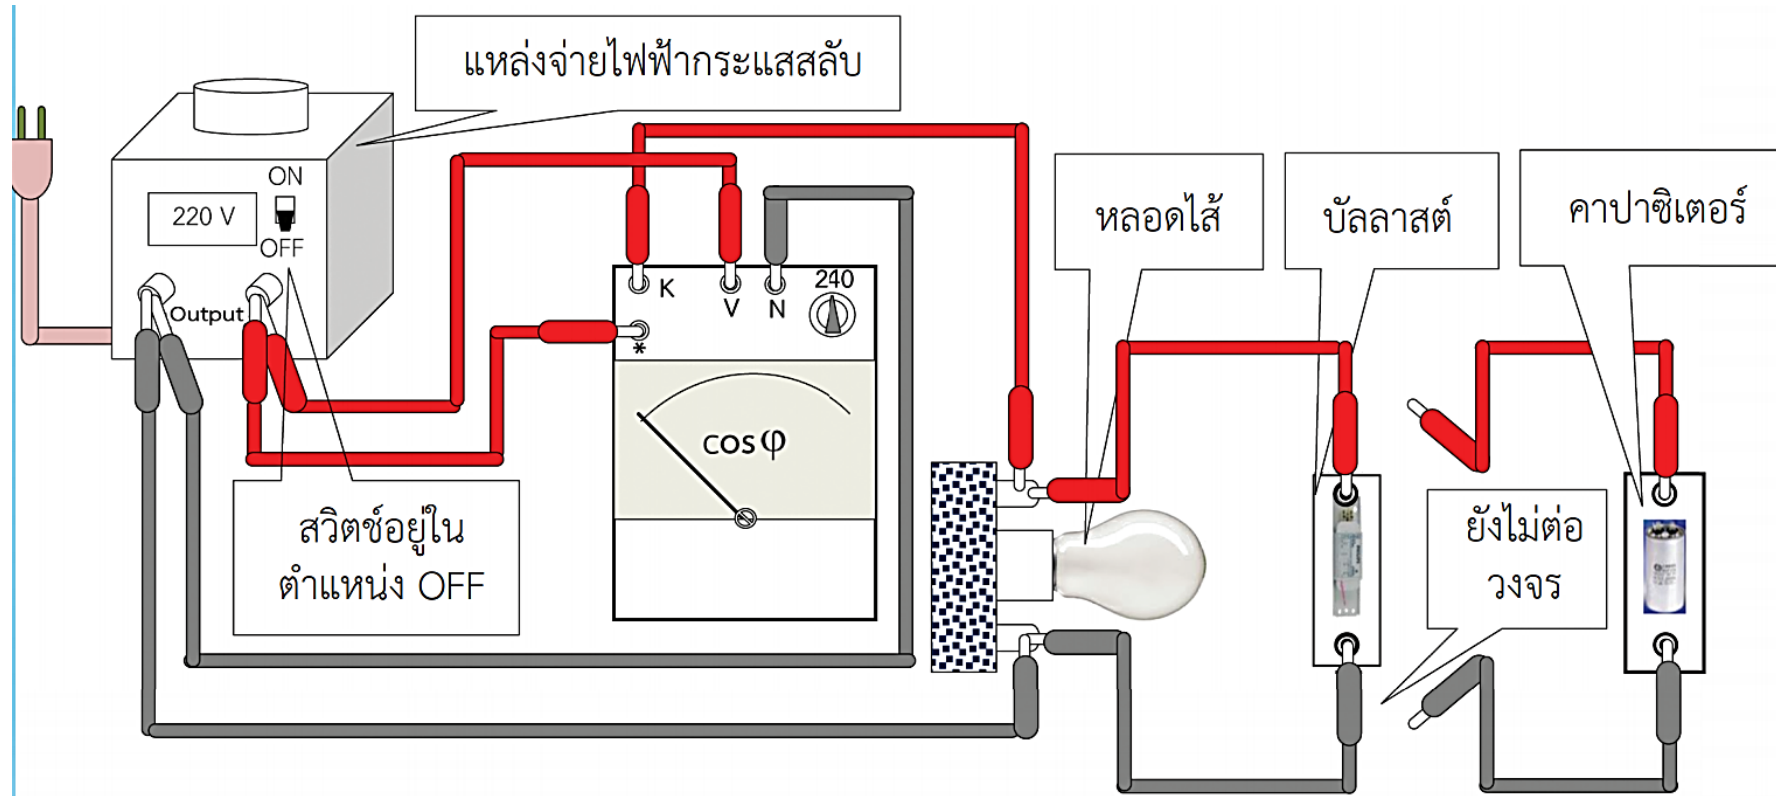 แหล่งจ่ายไฟฟ้ากระแสสลับ
ON
220 V
OFF
Output
K
V
N
240
*
cos φ
หลอดไส้
บัลลาสต์
คาปาซิเตอร์
สวิตช์อยู่ใน
ตำแหน่ง OFF
ยังไม่ต่อ
วงจร